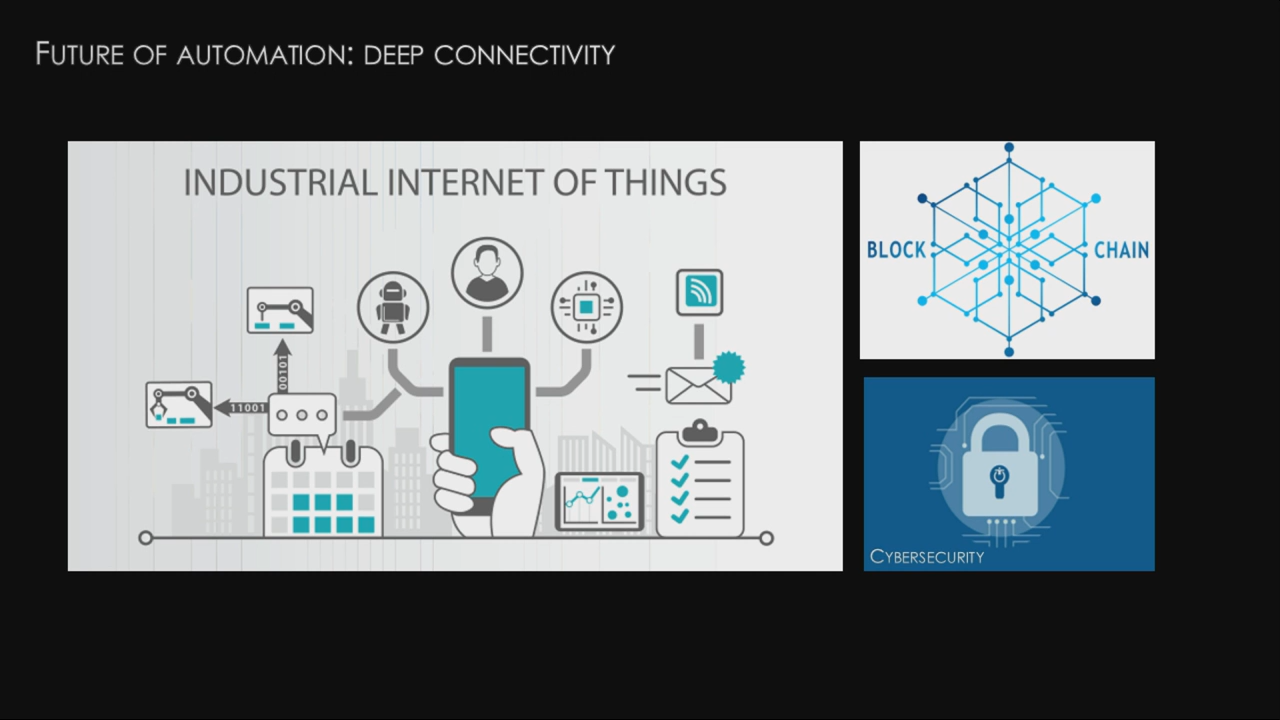 FUTURE OF AUTOMATION: DEEP CONNECTIVITY
INDUSTRIAL INTERNET OF THINGS
00101
11001
BLOCK CHAIN
CYBERSECURITY